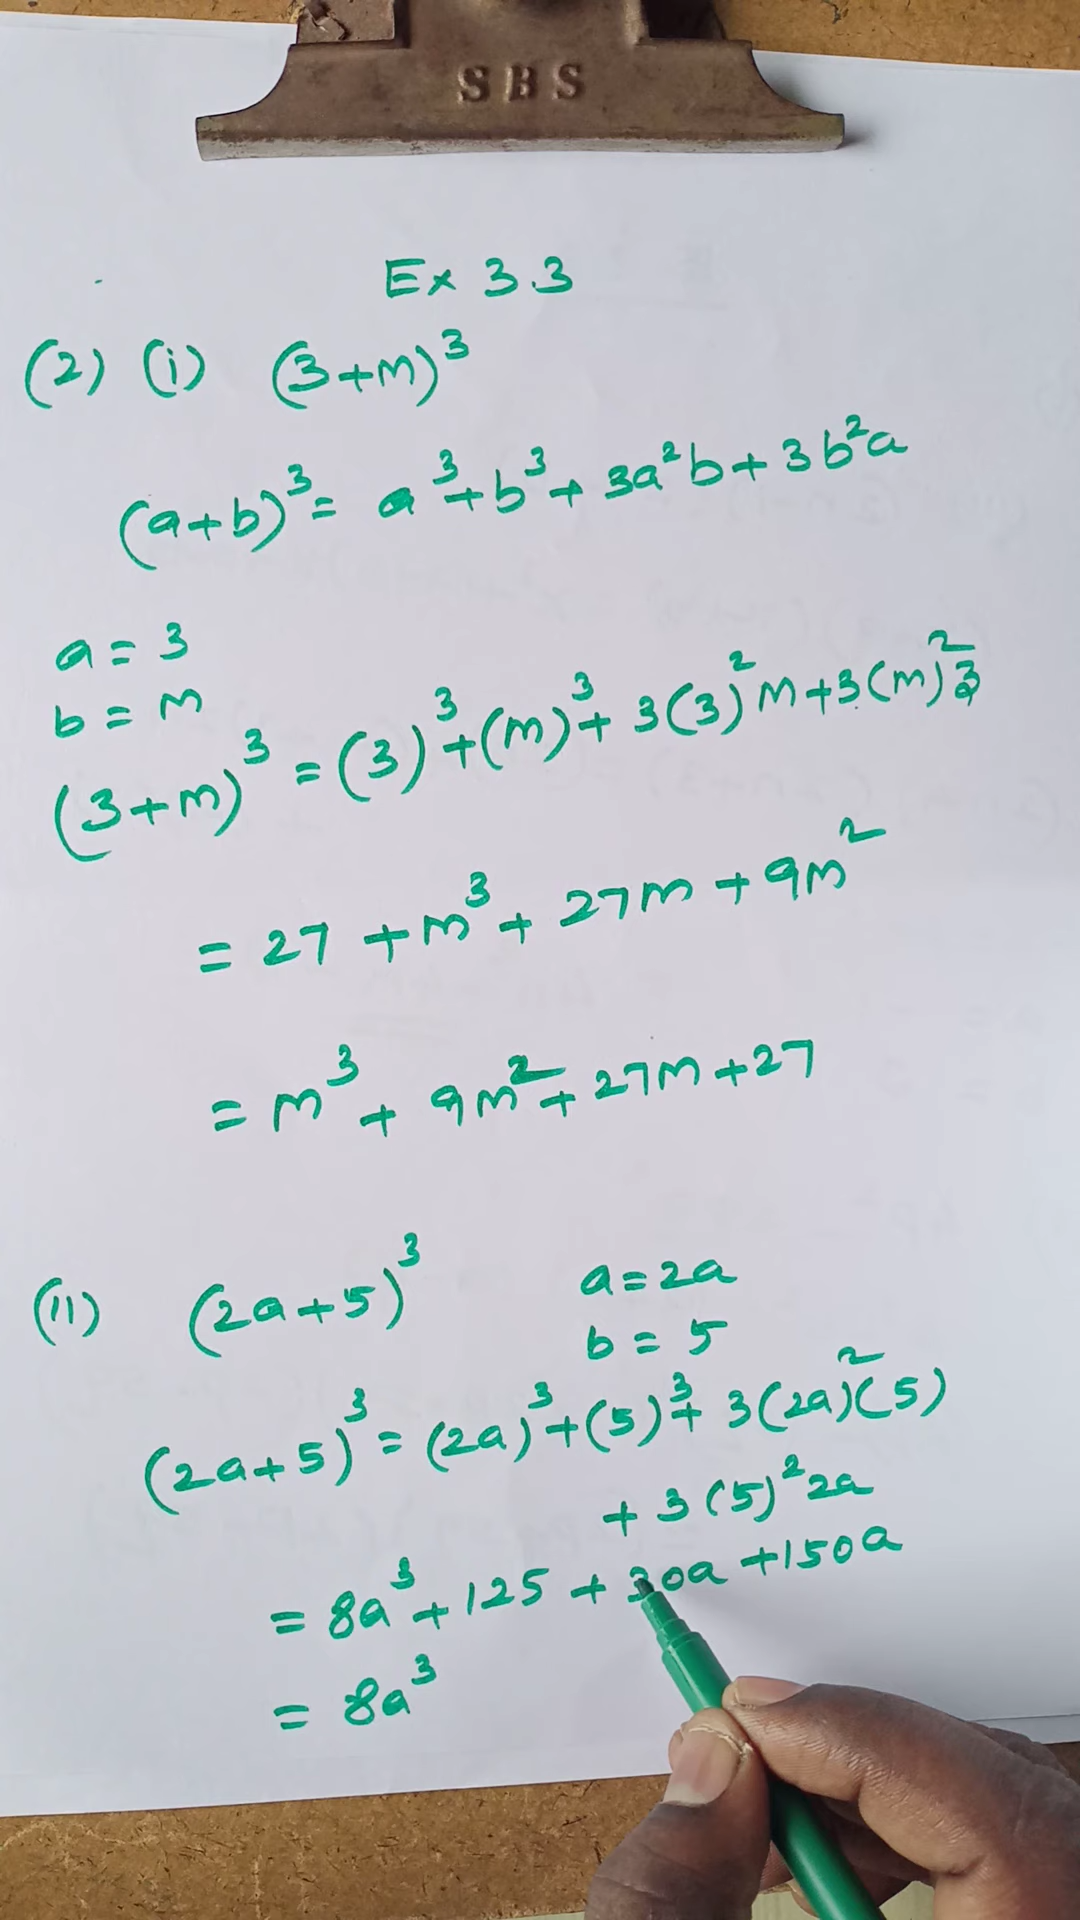 SBS
Ex 3.3
(2) (i) (3+m)³
(a+b)³ = a³+b³+3a²b+3b²a
a = 3
b = m
(3+m)³ = (3)³+(m)³+3(3)²m+3(m)²3
= 27 + m³ + 27m + 9m²
= m³ + 9m² + 27m + 27
(ii) (2a+5)³ a = 2a
b = 5
(2a+5)³ = (2a)³+(5)³+3(2a)²(5)
+ 3(5)²2a
= 8a³ + 125 + 30a + 150a
= 8a³